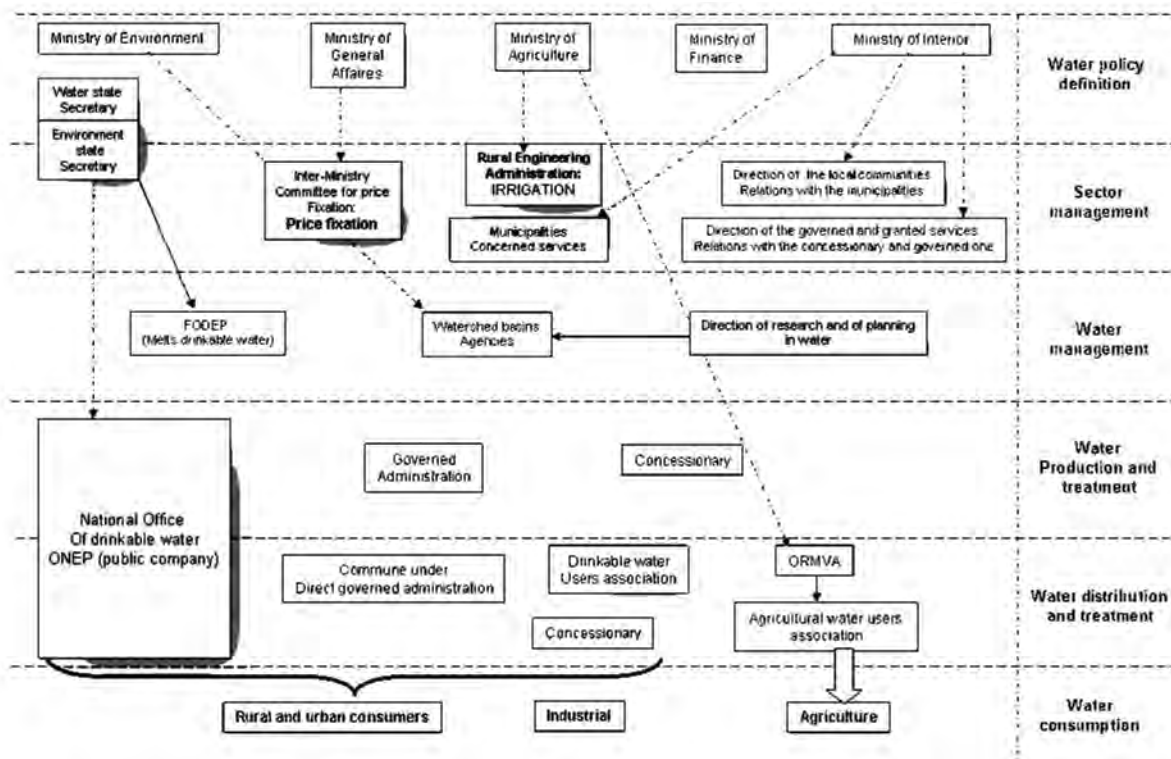 Ministry of Environment
Ministry of
General
Affaires
Ministry of
Agriculture
Ministry of
Finance
Ministry of Interior
Water policy
definition
Water state
Secretary
Environment
state
Secretary
Inter-Ministry
Committee for price
Fixation:
Price fixation
Rural Engineering
Administration:
IRRIGATION
Municipalities
Concerned services
Direction of the local communities
Relations with the municipalities
Direction of the governed and granted services
Relations with the concessionary and governed one
Sector
management
FODEP
(Melts drinkable water)
Watershed basins
Agencies
Direction of research and of planning
in water
Water
management
National Office
Of drinkable water
ONEP (public company)
Governed
Administration
Concessionary
Water
Production and
treatment
Commune under
Direct governed administration
Drinkable water
Users association
Concessionary
ORMVA
Agricultural water users
association
Water distribution
and treatment
Rural and urban consumers
Industrial
Agriculture
Water
consumption